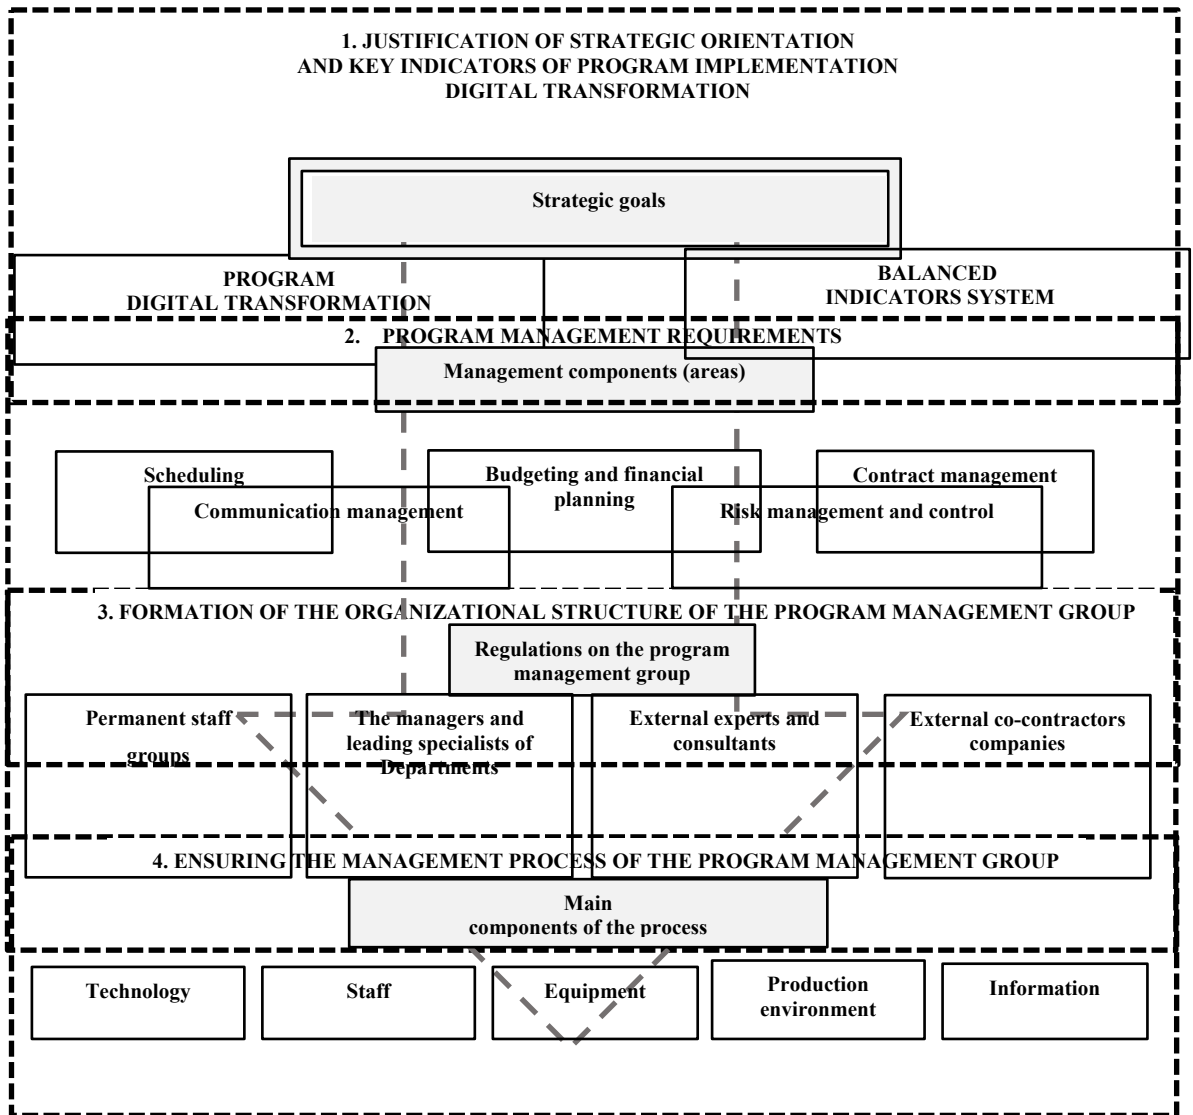 1. JUSTIFICATION OF STRATEGIC ORIENTATION
AND KEY INDICATORS OF PROGRAM IMPLEMENTATION
DIGITAL TRANSFORMATION
Strategic goals
PROGRAM
DIGITAL TRANSFORMATION
BALANCED
INDICATORS SYSTEM
2. PROGRAM MANAGEMENT REQUIREMENTS
Management components (areas)
Scheduling
Budgeting and financial
planning
Contract management
Communication management
Risk management and control
3. FORMATION OF THE ORGANIZATIONAL STRUCTURE OF THE PROGRAM MANAGEMENT GROUP
Regulations on the program
management group
Permanent staff
groups
The managers and
leading specialists of
Departments
External experts and
consultants
External co-contractors
companies
4. ENSURING THE MANAGEMENT PROCESS OF THE PROGRAM MANAGEMENT GROUP
Main
components of the process
Technology
Staff
Equipment
Production
environment
Information